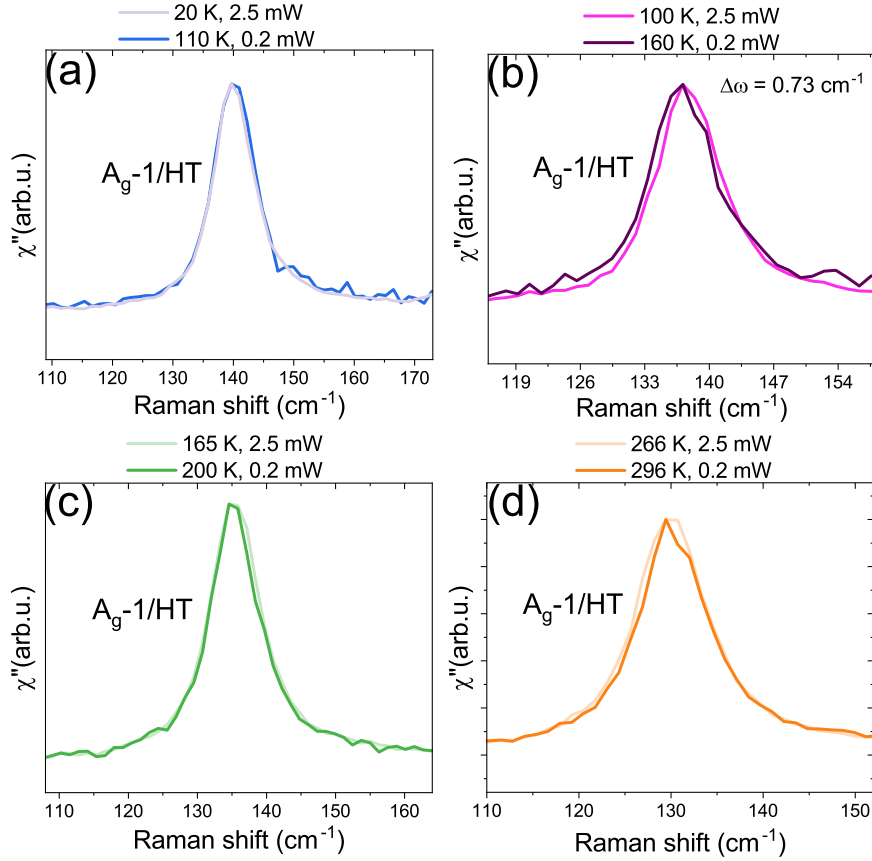 20 K, 2.5 mW
110 K, 0.2 mW
(a)
A_g-1/HT
χ"(arb.u.)
110 120 130 140 150 160 170
Raman shift (cm⁻¹)
100 K, 2.5 mW
160 K, 0.2 mW
(b)
Δω = 0.73 cm⁻¹
A_g-1/HT
χ"(arb.u.)
119 126 133 140 147 154
Raman shift (cm⁻¹)
165 K, 2.5 mW
200 K, 0.2 mW
(c)
A_g-1/HT
χ"(arb.u.)
110 120 130 140 150 160
Raman shift (cm⁻¹)
266 K, 2.5 mW
296 K, 0.2 mW
(d)
A_g-1/HT
χ"(arb.u.)
110 120 130 140 150
Raman shift (cm⁻¹)